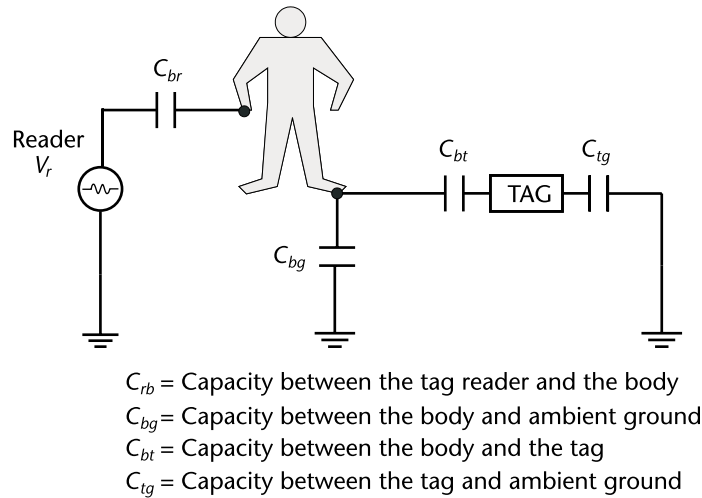 C_br
Reader
V_r
C_bt
C_tg
TAG
C_bg
C_rb = Capacity between the tag reader and the body
C_bg = Capacity between the body and ambient ground
C_bt = Capacity between the body and the tag
C_tg = Capacity between the tag and ambient ground